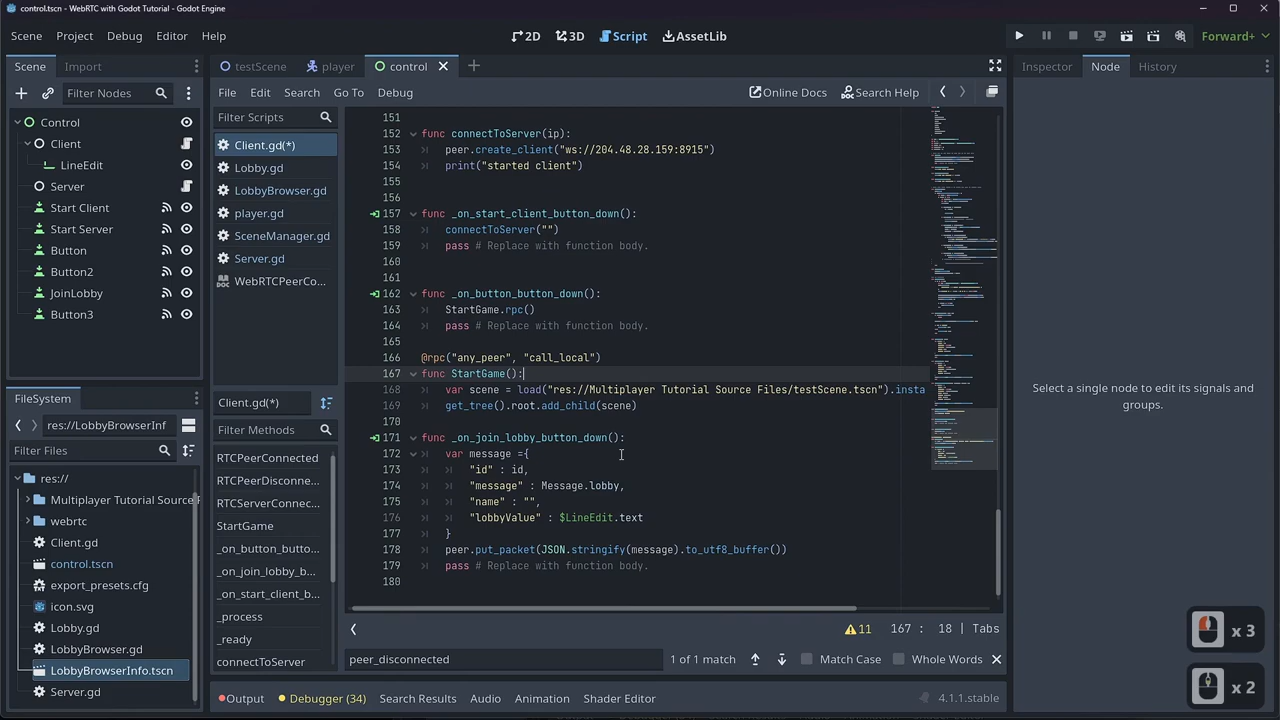 control.tscn - WebRTC with Godot Tutorial - Godot Engine
Scene Project Debug Editor Help
2D 3D Script AssetLib
Forward+
Scene Import
testScene player control
Inspector Node History
Filter Nodes
File Edit Search Go To Debug
Online Docs Search Help
Control
Client
LineEdit
Server
Start Client
Start Server
Button
Button2
JoinLobby
Button3
Filter Scripts
Client.gd(*)
LobbyBrowser.gd
SceneManager.gd
Server.gd
WebRTCPeerCo...
Client.gd(*)
Filter Methods
RTCConnected
RTCPeerDisconne...
RTCServerConnec...
StartGame
_on_button_butto...
_on_join_lobby_b...
_on_start_client_b...
_process
_ready
connectToServer
151
152 func connectToServer(ip):
153 peer.create_client("ws://204.48.28.159:8915")
154 print("started client")
155
156
157 func _on_start_client_button_down():
158 connectToServer("")
159 pass # Replace with function body.
160
161
162 func _on_button_button_down():
163 StartGame.rpc()
164 pass # Replace with function body.
165
166 @rpc("any_peer", "call_local")
167 func StartGame():
168 var scene = load("res://Multiplayer Tutorial Source Files/testScene.tscn").insta
169 get_tree().root.add_child(scene)
170
171 func _on_join_lobby_button_down():
172 var message ={
173 "id" : id,
174 "message" : Message.lobby,
175 "name" : "",
176 "lobbyValue" : $LineEdit.text
177 }
178 peer.put_packet(JSON.stringify(message).to_utf8_buffer())
179 pass # Replace with function body.
180
11 167 : 18 | Tabs
peer_disconnected
1 of 1 match
Match Case
Whole Words
Output Debugger (34) Search Results Audio Animation Shader Editor
4.1.1.stable
FileSystem
res://LobbyBrowserInf
Filter Files
res://
Multiplayer Tutorial Source F
webrtc
Client.gd
control.tscn
export_presets.cfg
icon.svg
Lobby.gd
LobbyBrowser.gd
LobbyBrowserInfo.tscn
Server.gd
Select a single node to edit its signals and
groups.
x 3
x 2